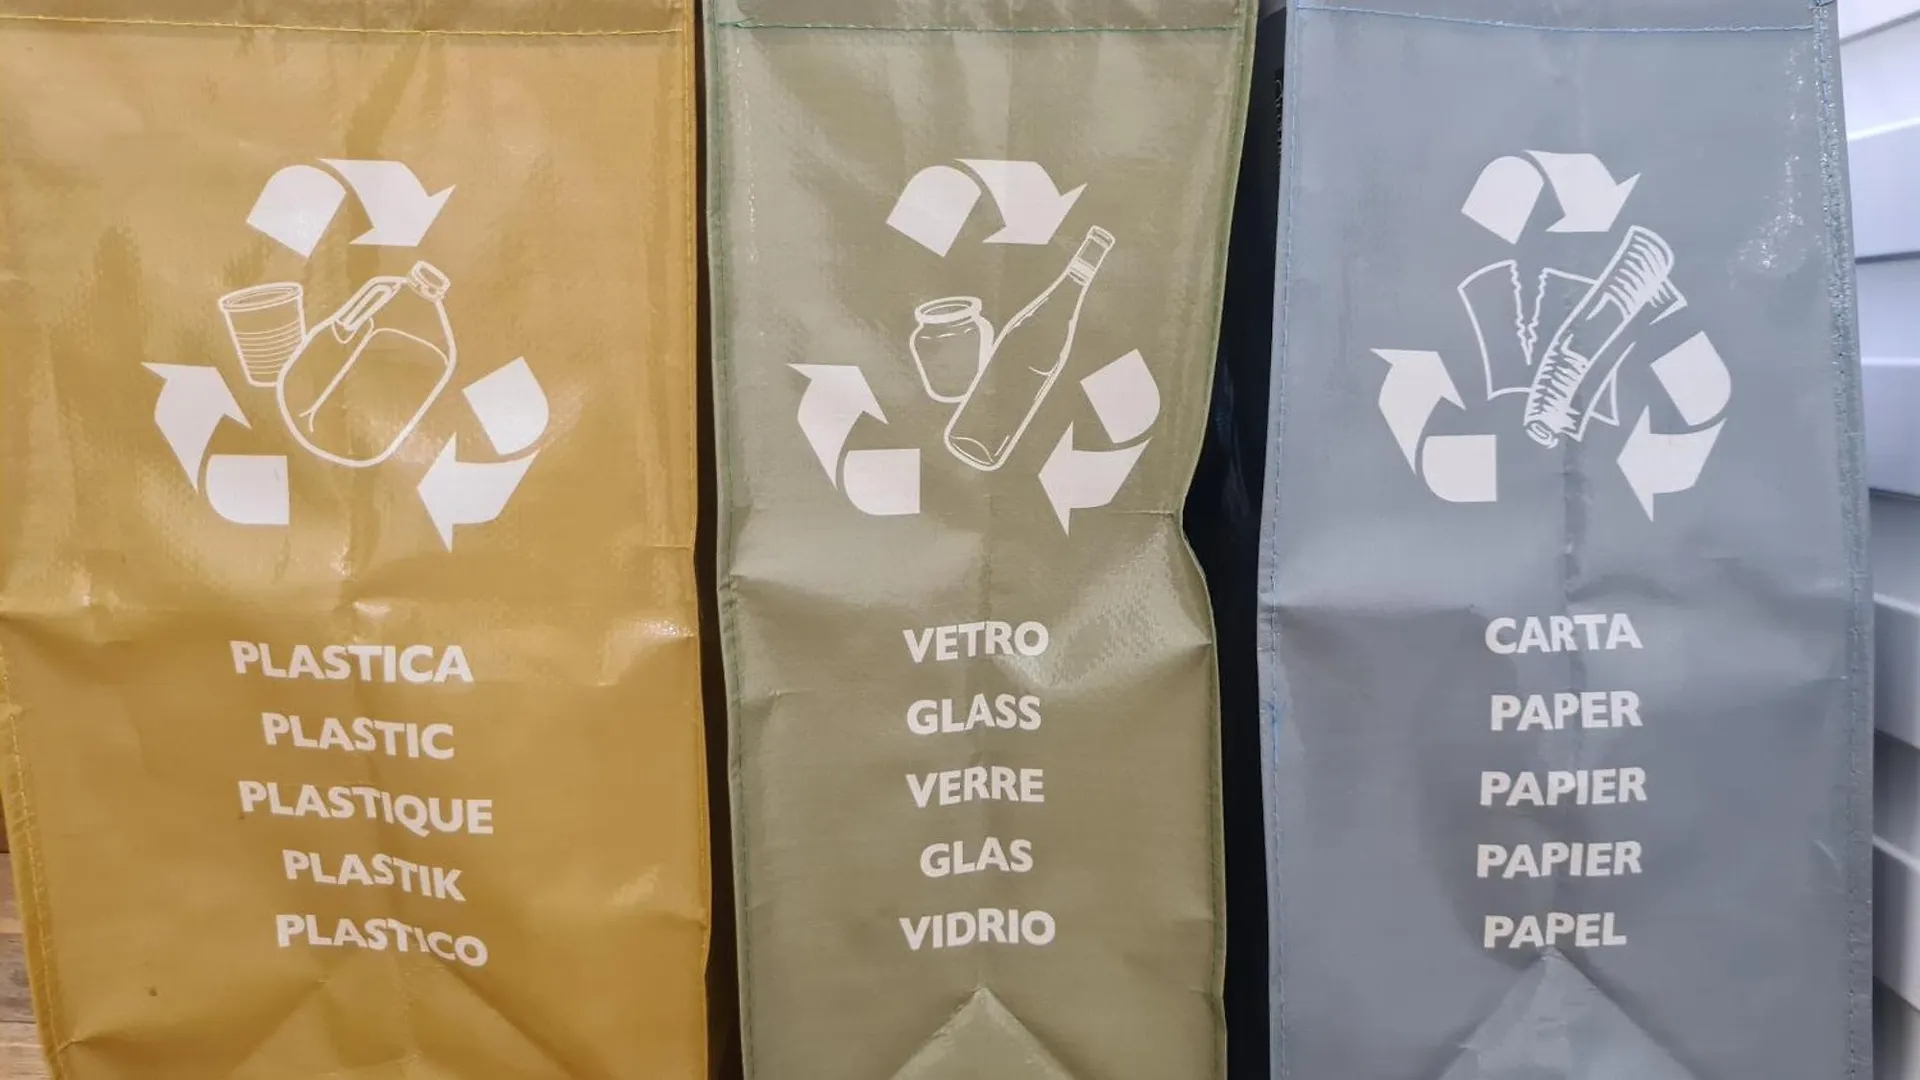 PLASTICA
PLASTIC
PLASTIQUE
PLASTIK
PLASTICO
VETRO
GLASS
VERRE
GLAS
VIDRIO
CARTA
PAPER
PAPIER
PAPIER
PAPEL